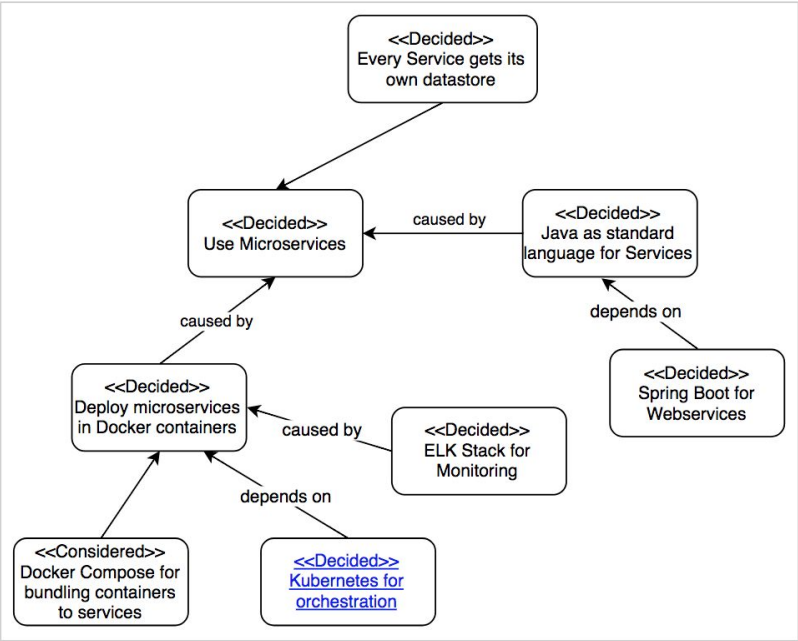 <<Decided>>
Every Service gets its
own datastore
<<Decided>>
Use Microservices
caused by
<<Decided>>
Java as standard
language for Services
caused by
depends on
<<Decided>>
Deploy microservices
in Docker containers
<<Decided>>
Spring Boot for
Webservices
caused by
<<Decided>>
ELK Stack for
Monitoring
depends on
<<Considered>>
Docker Compose for
bundling containers
to services
<<Decided>>
Kubernetes for
orchestration